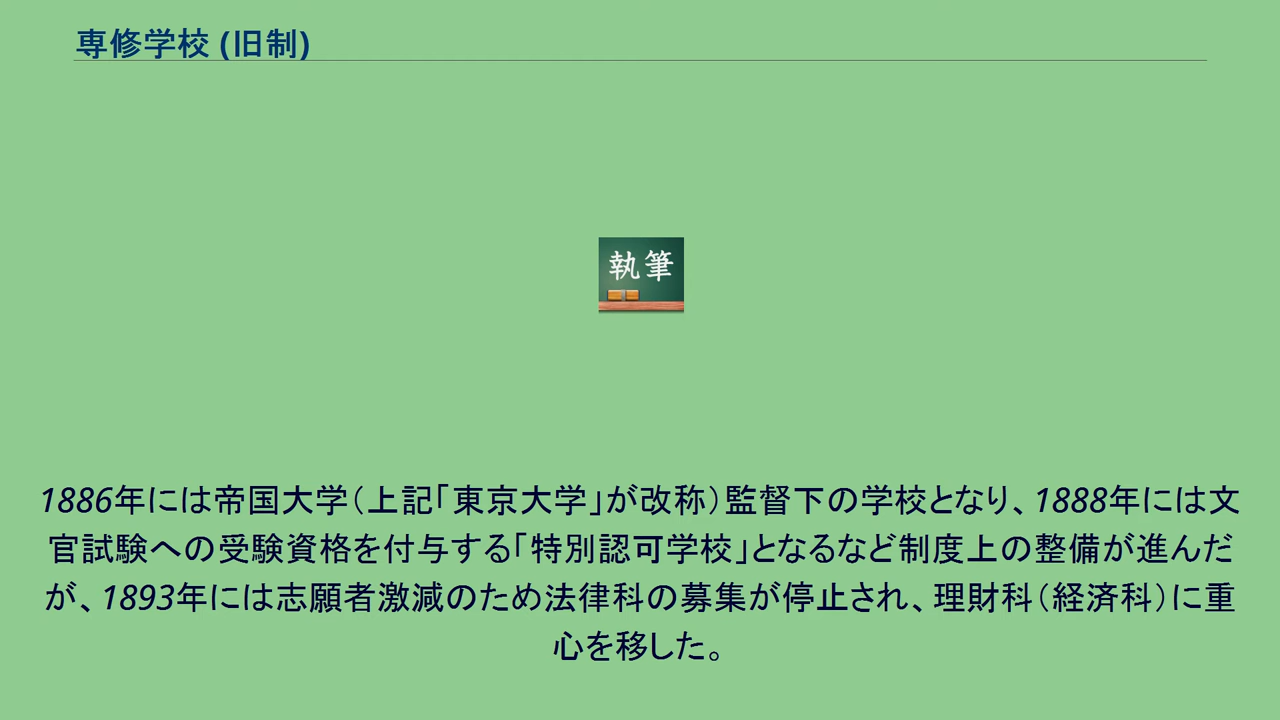 専修学校 (旧制)
執筆
1886年には帝国大学（上記「東京大学」が改称）監督下の学校となり、1888年には文
官試験への受験資格を付与する「特別認可学校」となるなど制度上の整備が進んだ
が、1893年には志願者激減のため法律科の募集が停止され、理財科（経済科）に重
心を移した。